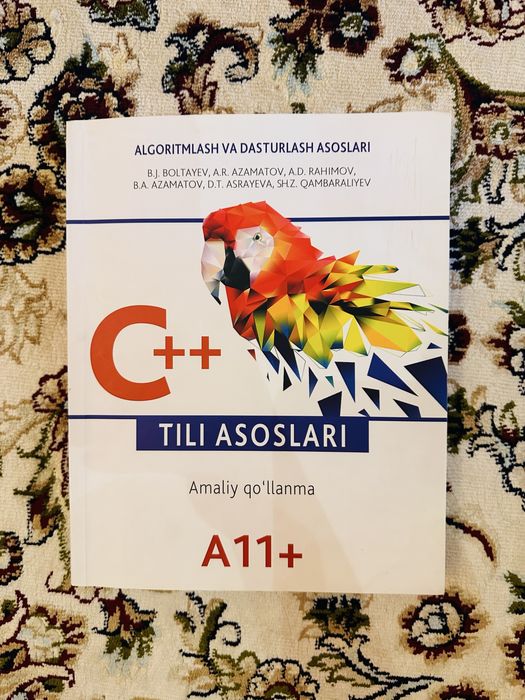 ALGORITMLASH VA DASTURLASH ASOSLARI
B.J. BOLTAYEV, A.R. AZAMATOV, A.D. RAHIMOV,
B.A. AZAMATOV, D.T. ASRAYEVA, SH.Z. QAMBARALIYEV
C++
TILI ASOSLARI
Amaliy qo‘llanma
A11+